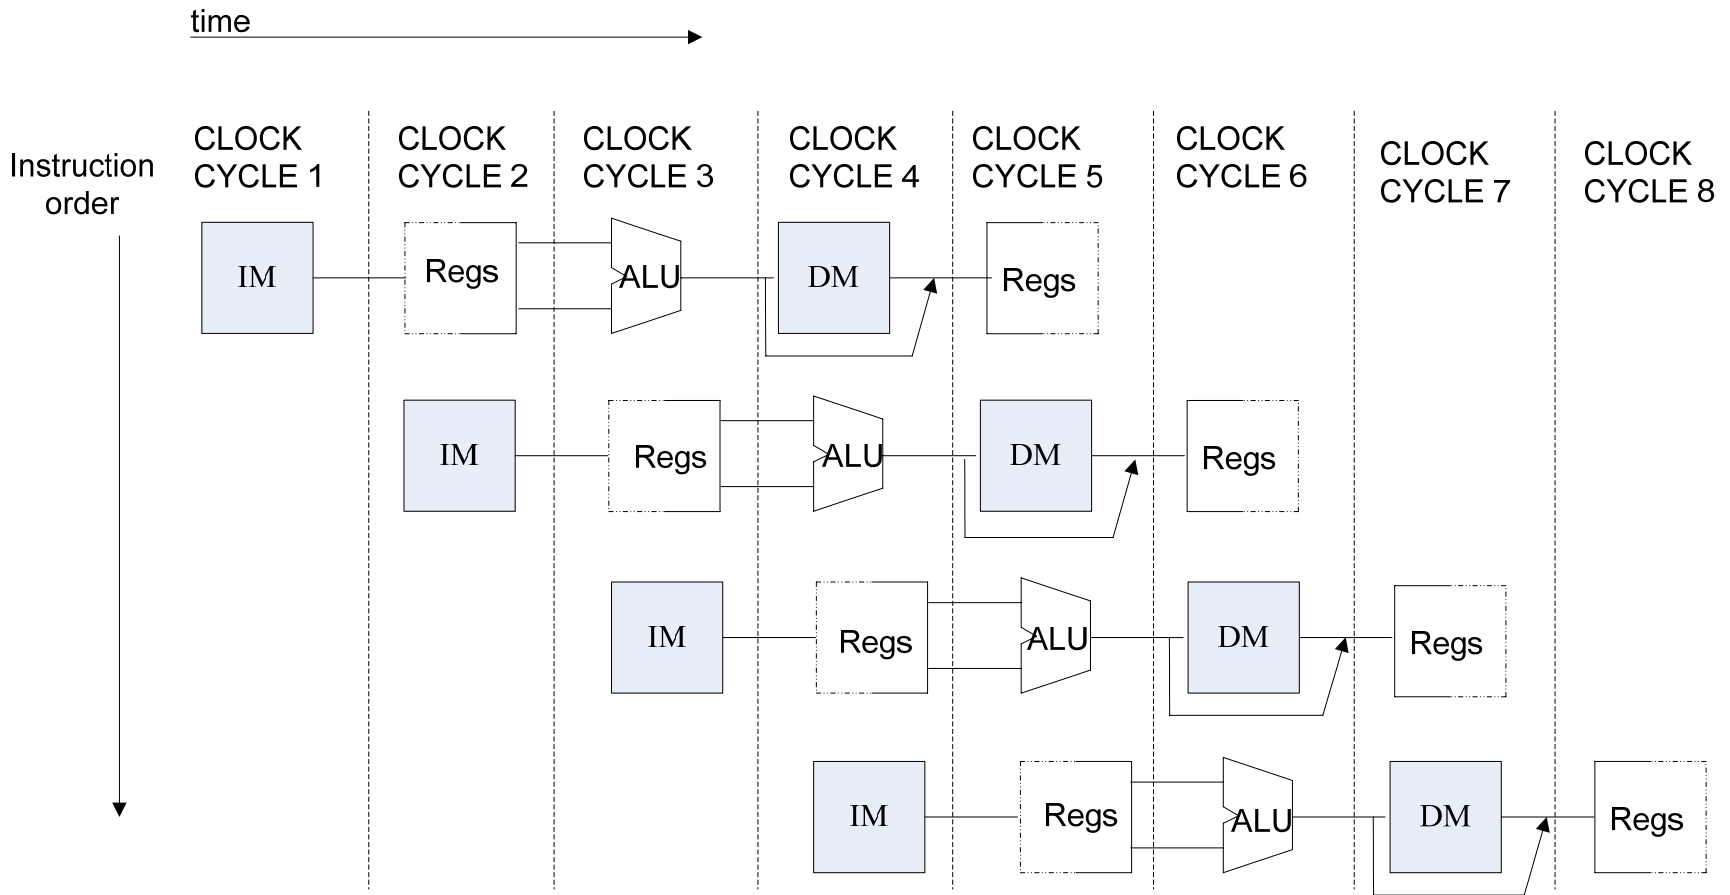 time
CLOCK
CYCLE 1
CLOCK
CYCLE 2
CLOCK
CYCLE 3
CLOCK
CYCLE 4
CLOCK
CYCLE 5
CLOCK
CYCLE 6
CLOCK
CYCLE 7
CLOCK
CYCLE 8
Instruction
order
IM
Regs
ALU
DM
Regs
IM
Regs
ALU
DM
Regs
IM
Regs
ALU
DM
Regs
IM
Regs
ALU
DM
Regs